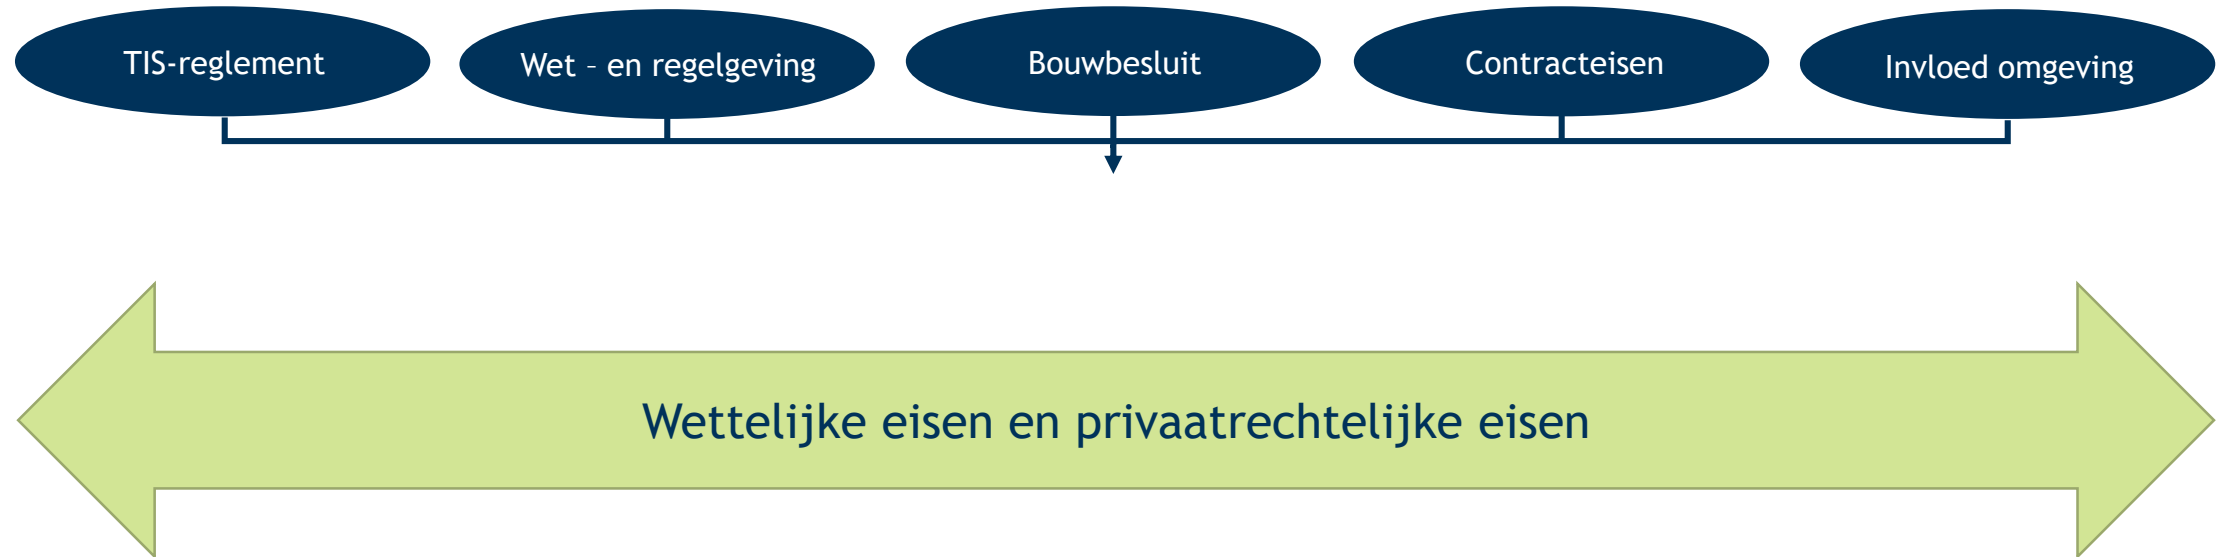 TIS-reglement
Wet – en regelgeving
Bouwbesluit
Contracteisen
Invloed omgeving
Wettelijke eisen en privaatrechtelijke eisen